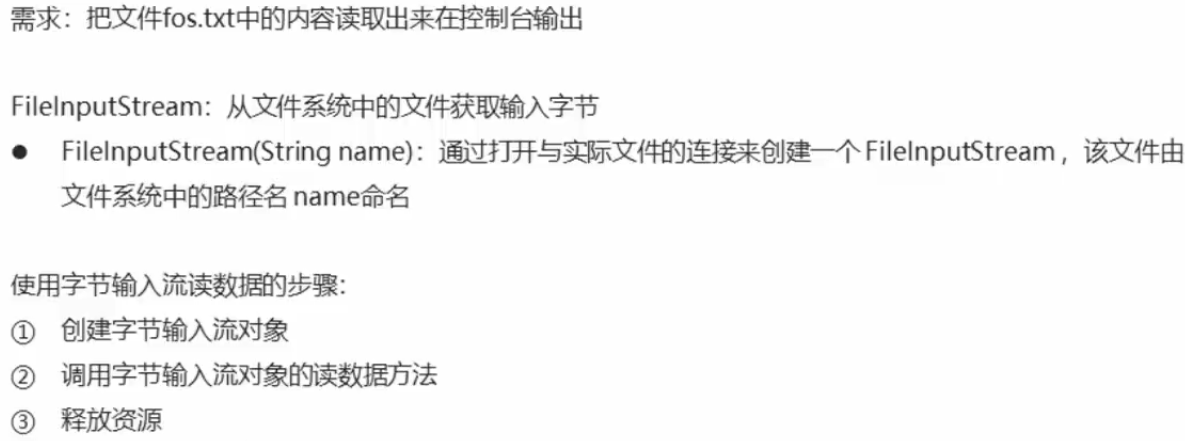 需求：把文件fos.txt中的内容读取出来在控制台输出
FileInputStream：从文件系统中的文件获取输入字节
● FileInputStream(String name)：通过打开与实际文件的连接来创建一个 FileInputStream ，该文件由
文件系统中的路径名 name命名
使用字节输入流读数据的步骤：
① 创建字节输入流对象
② 调用字节输入流对象的读数据方法
③ 释放资源